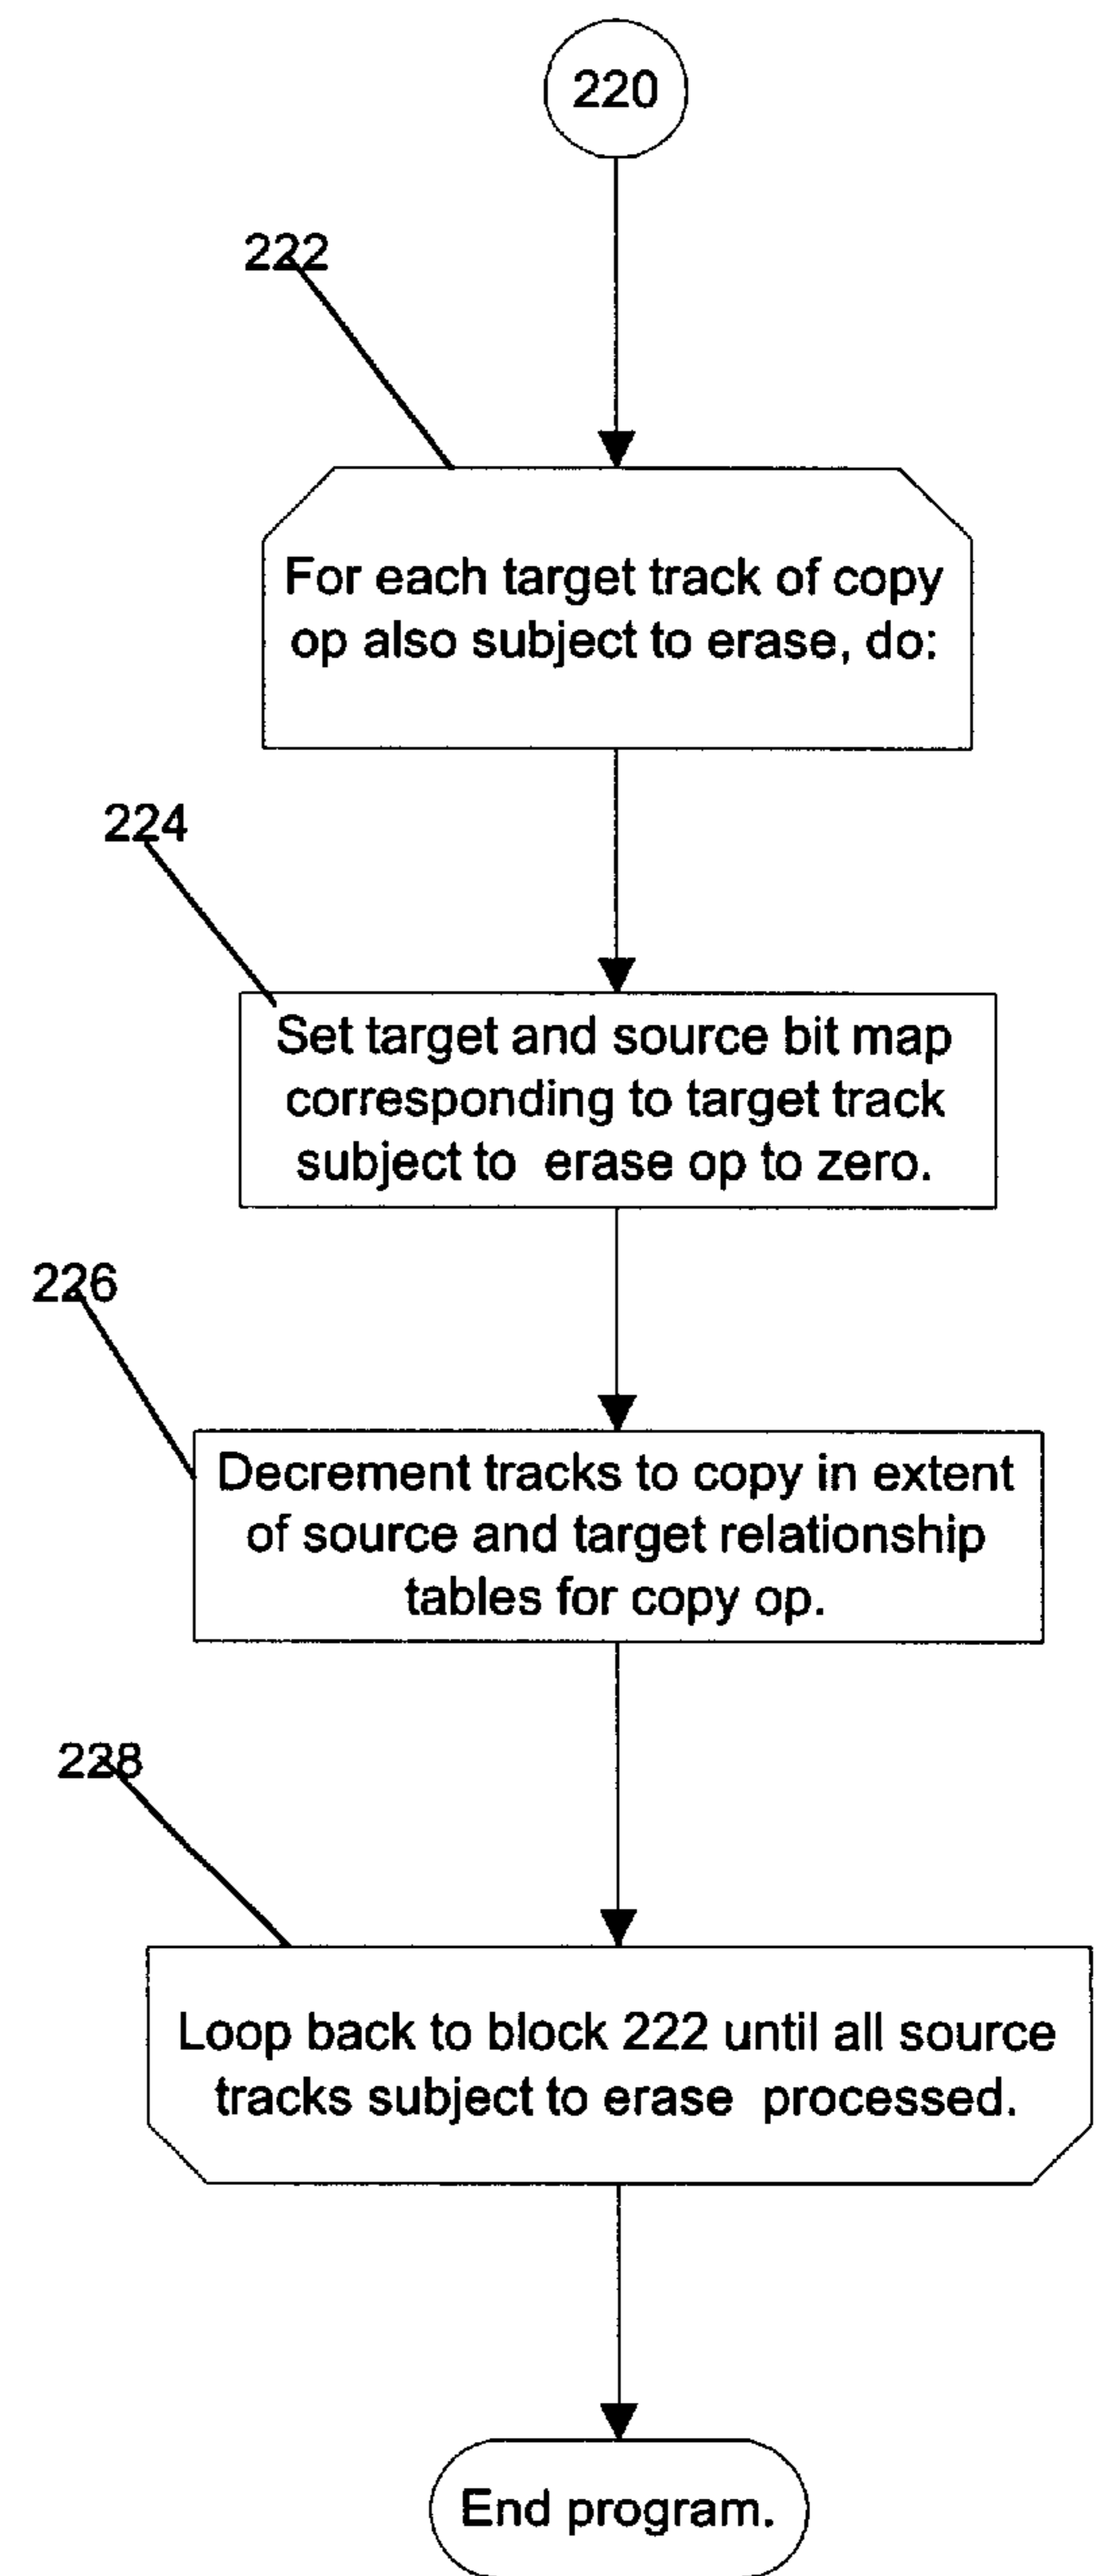 220
222
For each target track of copy
op also subject to erase, do:
224
Set target and source bit map
corresponding to target track
subject to erase op to zero.
226
Decrement tracks to copy in extent
of source and target relationship
tables for copy op.
228
Loop back to block 222 until all source
tracks subject to erase processed.
End program.